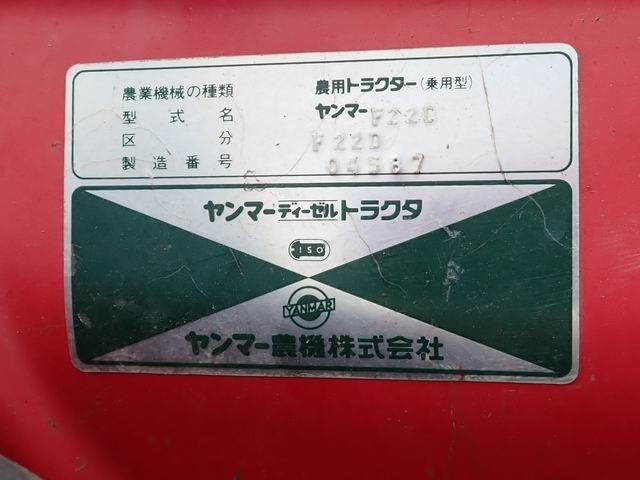 農業機械の種類 農用トラクター(乗用型)
型式名 ヤンマーF22D
区分 F22D
製造番号 04587
ヤンマーディーゼルトラクタ
ISO
YANMAR
ヤンマー農機株式会社